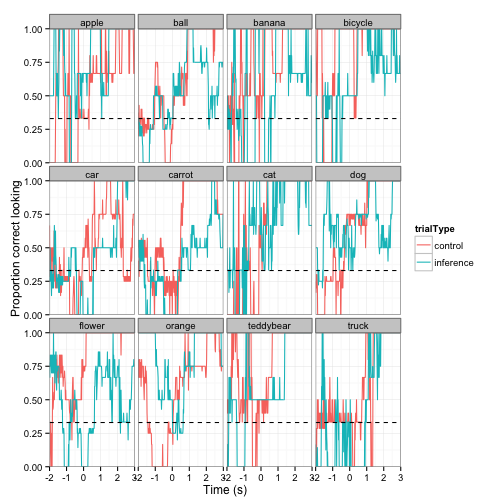 apple ball banana bicycle
1.00
0.75
0.50
0.25
0.00
car carrot cat dog
1.00
0.75
0.50
0.25
0.00
flower orange teddybear truck
1.00
0.75
0.50
0.25
0.00
-2 -1 0 1 2 3-2 -1 0 1 2 3-2 -1 0 1 2 3-2 -1 0 1 2 3
Time (s)
Proportion correct looking
trialType
control
inference